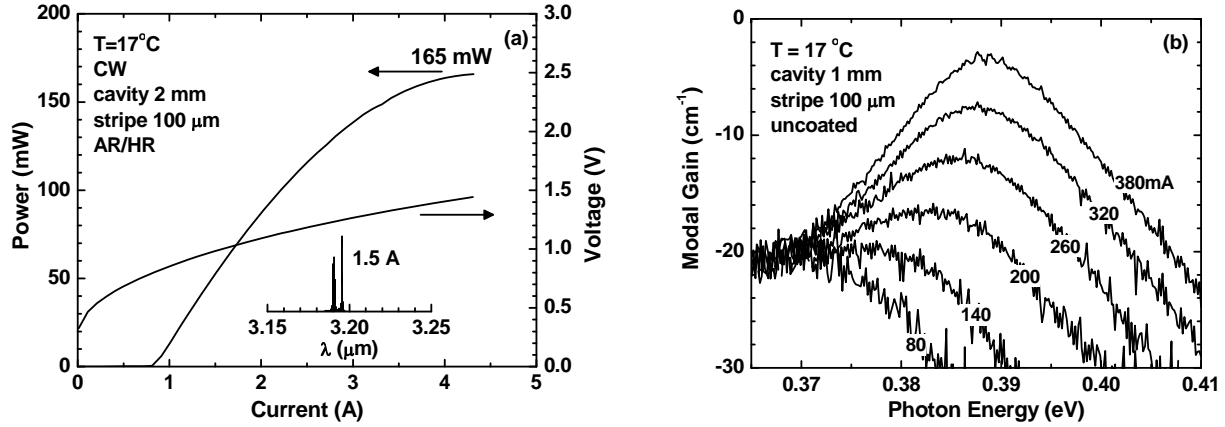 200
150
100
50
0
Power (mW)
T=17°C
CW
cavity 2 mm
stripe 100 μm
AR/HR
(a)
165 mW
1.5 A
3.15 3.20 3.25
λ (μm)
3.0
2.5
2.0
1.5
1.0
0.5
0.0
Voltage (V)
0 1 2 3 4 5
Current (A)
0
-10
-20
-30
Modal Gain (cm⁻¹)
T = 17 °C
cavity 1 mm
stripe 100 μm
uncoated
(b)
380mA
320
260
200
140
80
0.37 0.38 0.39 0.40 0.41
Photon Energy (eV)